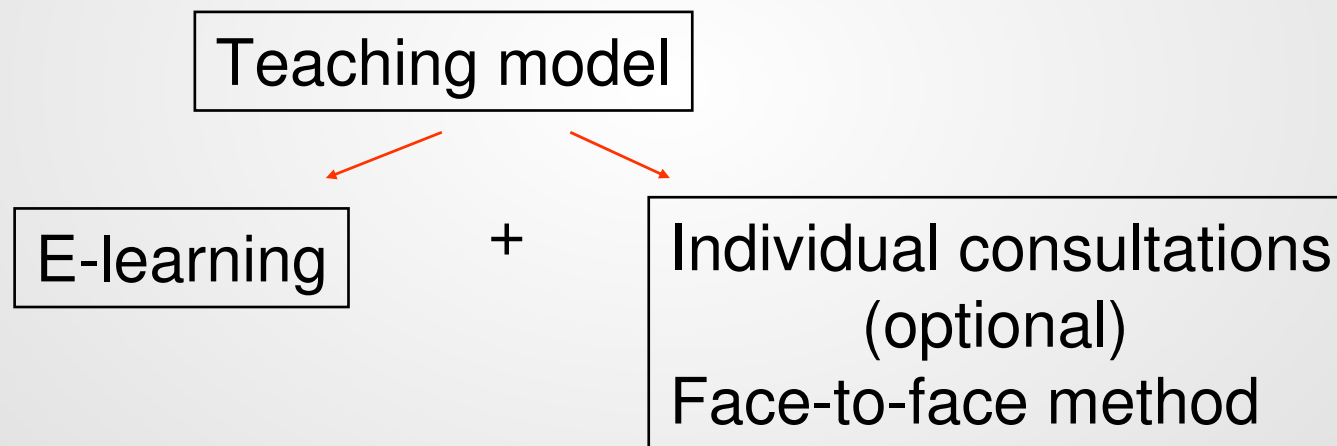 Teaching model
E-learning
+
Individual consultations
(optional)
Face-to-face method